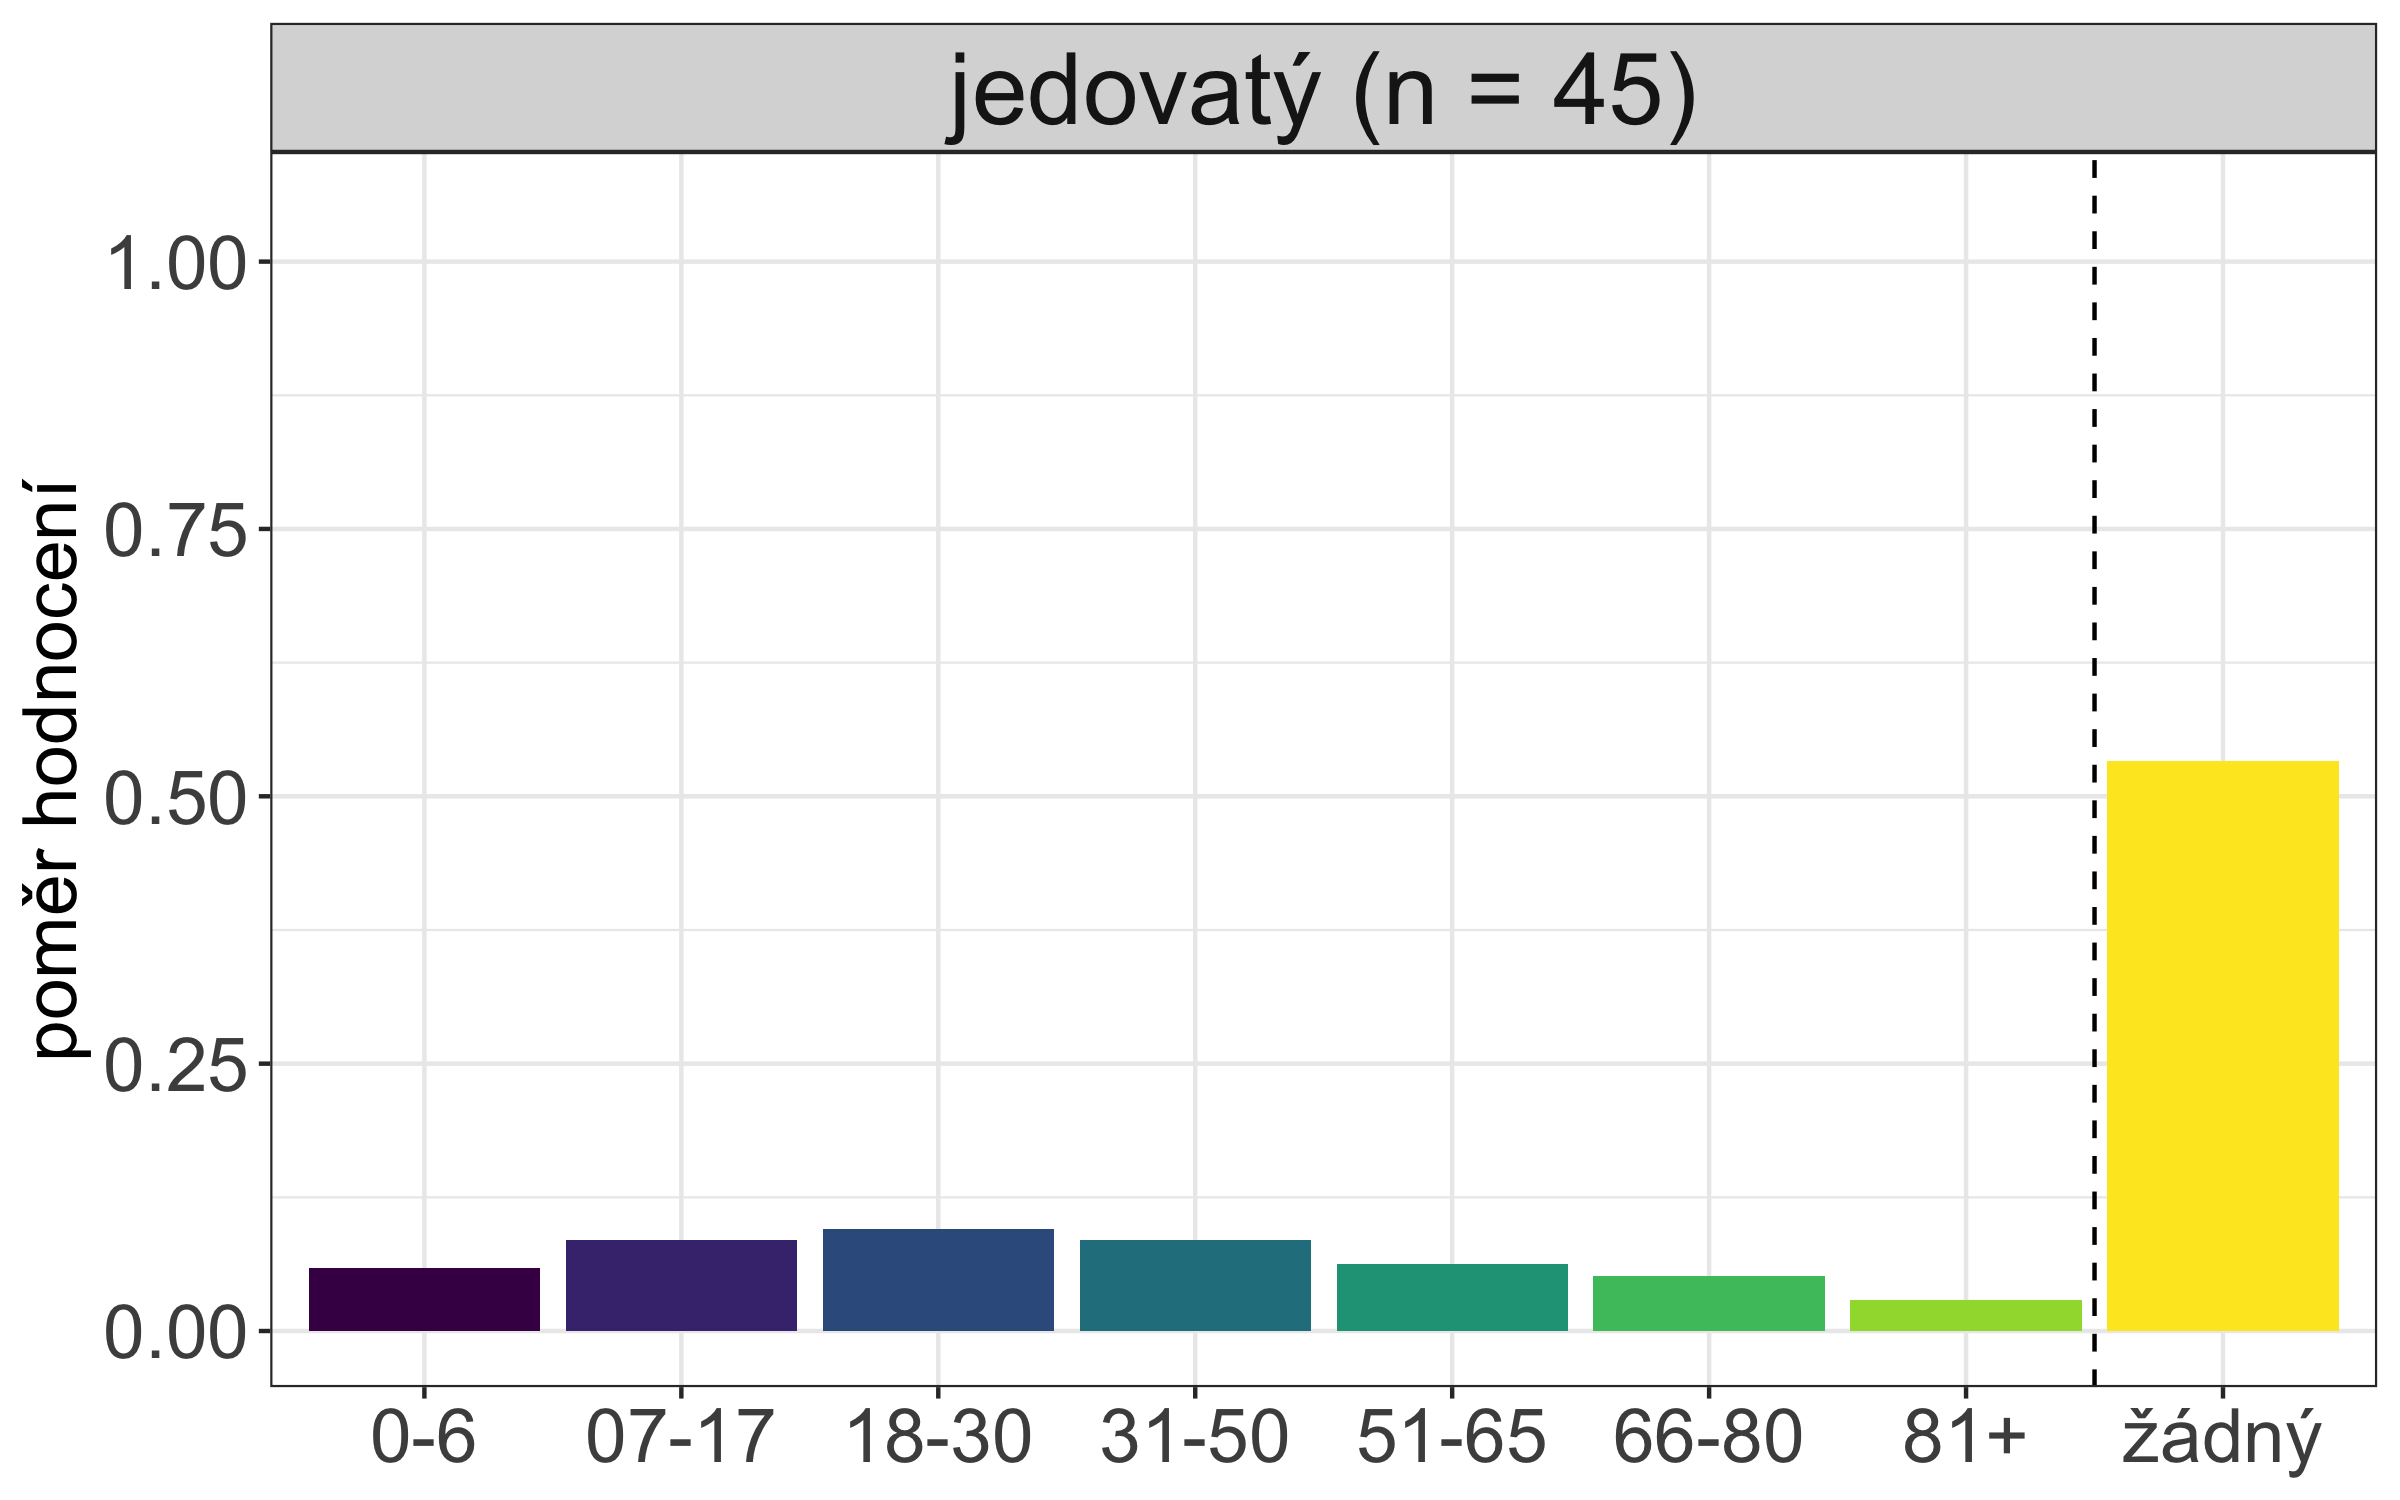 jedovatý (n = 45)
poměr hodnocení
1.00
0.75
0.50
0.25
0.00
0-6 07-17 18-30 31-50 51-65 66-80 81+ žádný